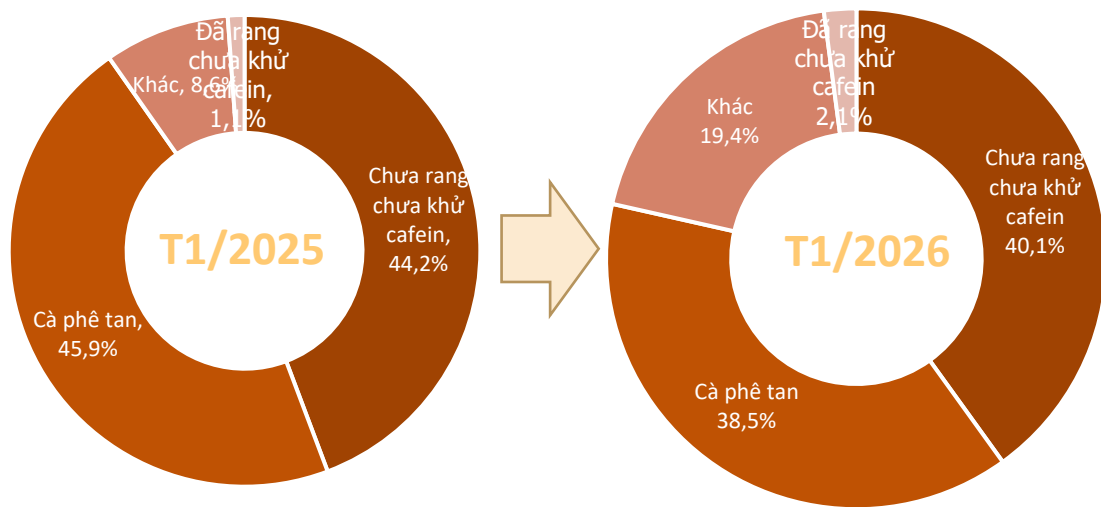 Đã rang
chưa khử
cafein,
1,1%
Khác, 8,6%
Chưa rang
chưa khử
cafein,
44,2%
T1/2025
Cà phê tan,
45,9%
Đã rang
chưa khử
cafein
2,1%
Khác
19,4%
Chưa rang
chưa khử
cafein
40,1%
T1/2026
Cà phê tan
38,5%